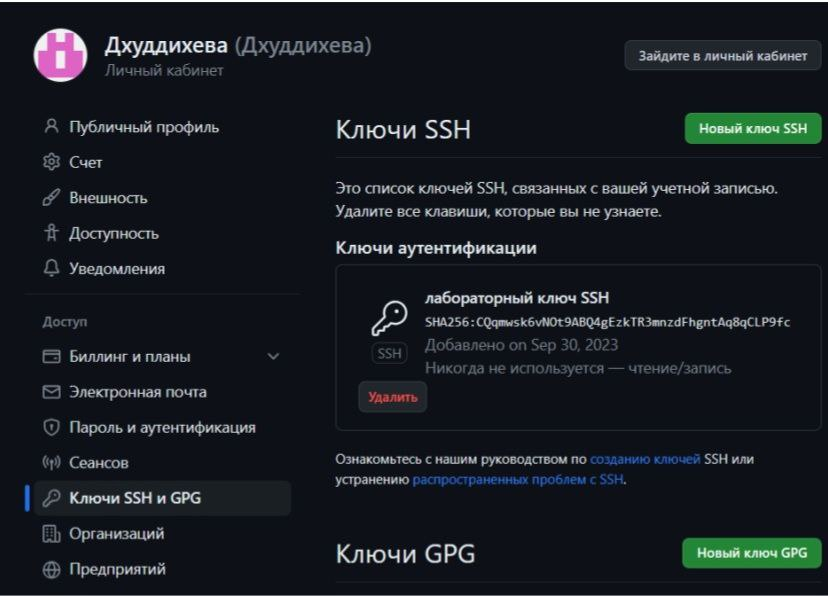 Дхуддихева (Дхуддихева)
Личный кабинет
Зайдите в личный кабинет
Публичный профиль
Счет
Внешность
Доступность
Уведомления
Доступ
Биллинг и планы
Электронная почта
Пароль и аутентификация
Сеансов
Ключи SSH и GPG
Организаций
Предприятий
Ключи SSH
Новый ключ SSH
Это список ключей SSH, связанных с вашей учетной записью.
Удалите все клавиши, которые вы не узнаете.
Ключи аутентификации
лабораторный ключ SSH
SHA256:CQqmwsk6vNOt9ABQ4gEzkTR3mnzdFhgntAq8qCLP9fc
Добавлено on Sep 30, 2023
Никогда не используется — чтение/запись
SSH
Удалить
Ознакомьтесь с нашим руководством по созданию ключей SSH или
устранению распространенных проблем с SSH.
Ключи GPG
Новый ключ GPG